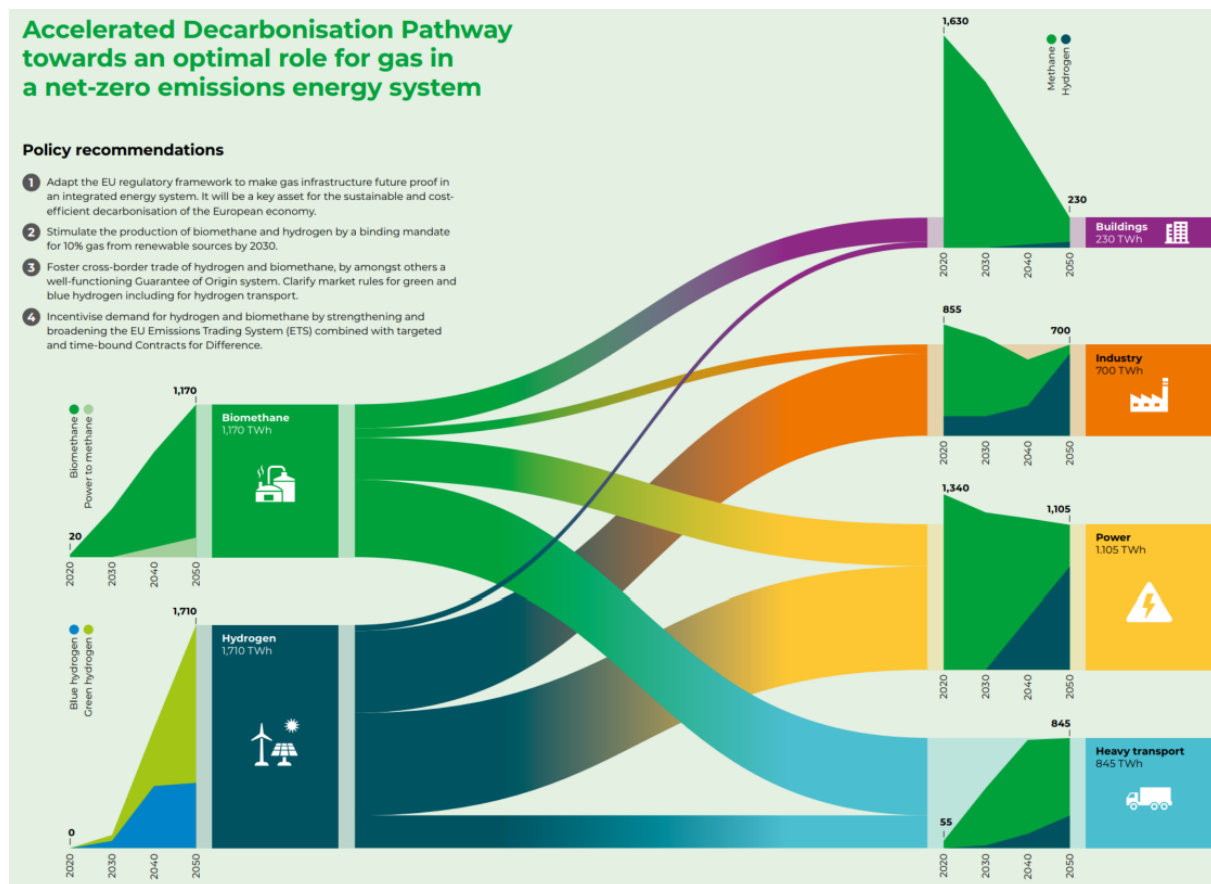 Accelerated Decarbonisation Pathway
towards an optimal role for gas in
a net-zero emissions energy system
Policy recommendations
1 Adapt the EU regulatory framework to make gas infrastructure future proof in
an integrated energy system. It will be a key asset for the sustainable and cost-
efficient decarbonisation of the European economy.
2 Stimulate the production of biomethane and hydrogen by a binding mandate
for 10% gas from renewable sources by 2030.
3 Foster cross-border trade of hydrogen and biomethane, by amongst others a
well-functioning Guarantee of Origin system. Clarify market rules for green and
blue hydrogen including for hydrogen transport.
4 Incentivise demand for hydrogen and biomethane by strengthening and
broadening the EU Emissions Trading System (ETS) combined with targeted
and time-bound Contracts for Difference.
1,170
Biomethane
Power to methane
20
2020
2030
2040
2050
Biomethane
1,170 TWh
1,710
Blue hydrogen
Green hydrogen
0
2020
2030
2040
2050
Hydrogen
1,710 TWh
1,630
Methane
Hydrogen
230
2020
2030
2040
2050
Buildings
230 TWh
855
700
2020
2030
2040
2050
Industry
700 TWh
1,340
1,105
2020
2030
2040
2050
Power
1.105 TWh
845
55
2020
2030
2040
2050
Heavy transport
845 TWh